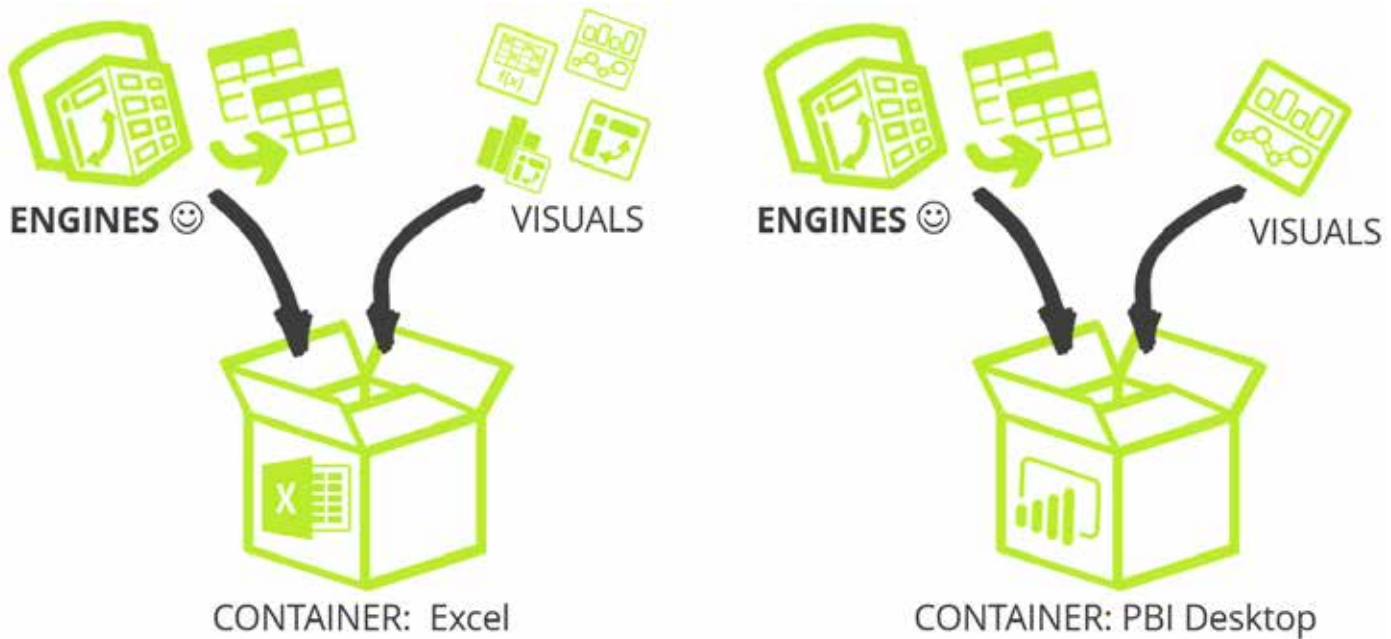 f(x)
ENGINES ☺
VISUALS
X
CONTAINER: Excel
ENGINES ☺
VISUALS
CONTAINER: PBI Desktop